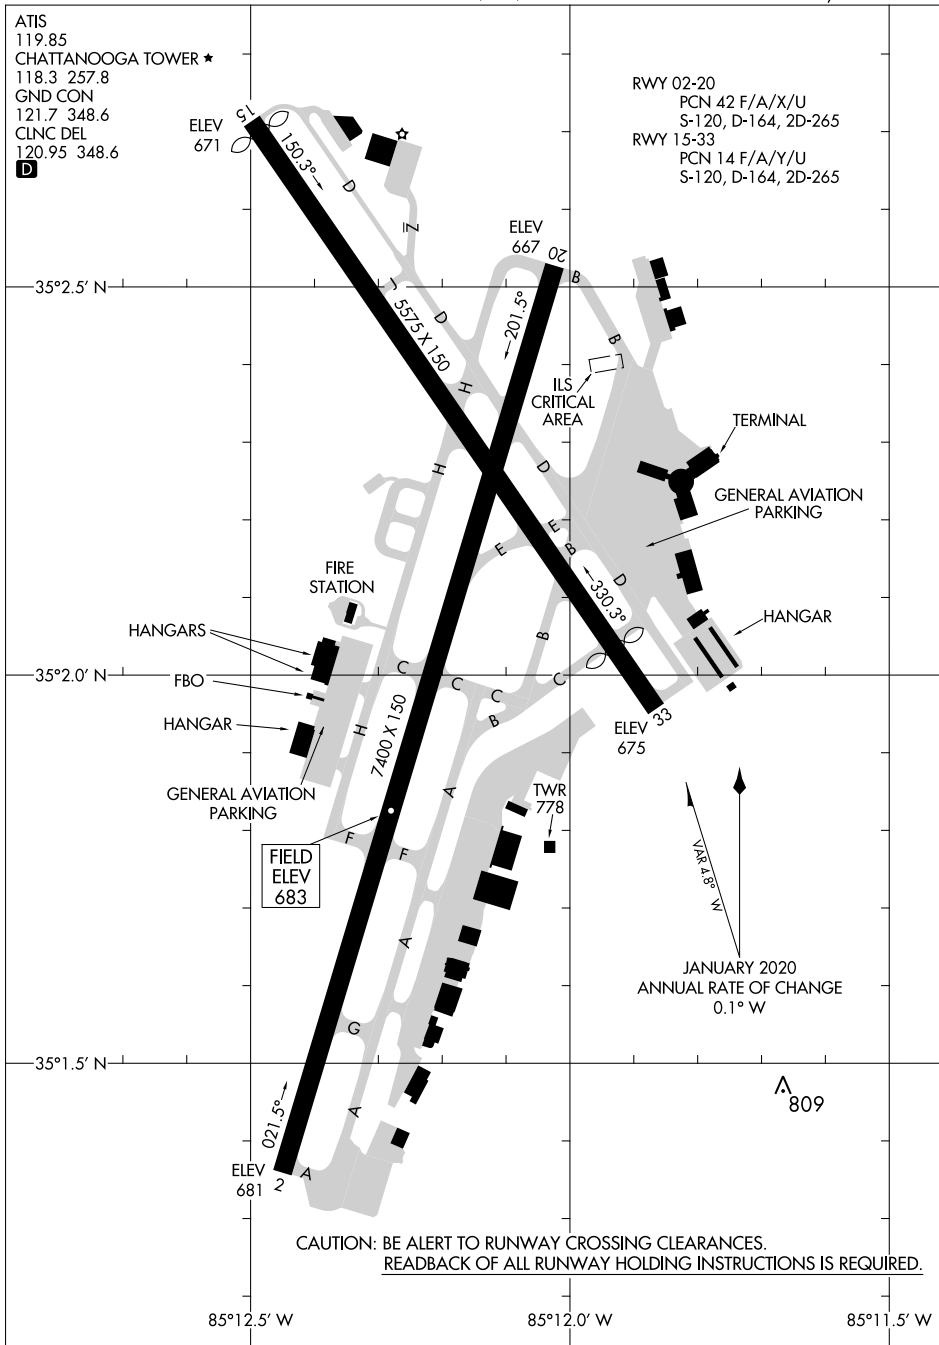 ATIS
119.85
CHATTANOOGA TOWER ★
118.3 257.8
GND CON
121.7 348.6
CLNC DEL
120.95 348.6
D
RWY 02-20
PCN 42 F/A/X/U
S-120, D-164, 2D-265
RWY 15-33
PCN 14 F/A/Y/U
S-120, D-164, 2D-265
15
ELEV
671
150.3°
D
Z
ELEV
667
20
B
35°2.5' N
J
D
5575 X 150
201.5°
B
ILS
CRITICAL
AREA
H
TERMINAL
H
D
GENERAL AVIATION
PARKING
E
E
B
FIRE
STATION
D
330.3°
HANGAR
HANGARS
B
C
35°2.0' N
FBO
C
C
C
HANGAR
H
B
7400 X 150
33
ELEV
675
GENERAL AVIATION
PARKING
A
TWR
778
F
F
FIELD
ELEV
683
VAR 4.8° W
A
JANUARY 2020
ANNUAL RATE OF CHANGE
0.1° W
G
35°1.5' N
021.5°
A
809
ELEV
681
2
A
CAUTION: BE ALERT TO RUNWAY CROSSING CLEARANCES.
READBACK OF ALL RUNWAY HOLDING INSTRUCTIONS IS REQUIRED.
85°12.5' W
85°12.0' W
85°11.5' W